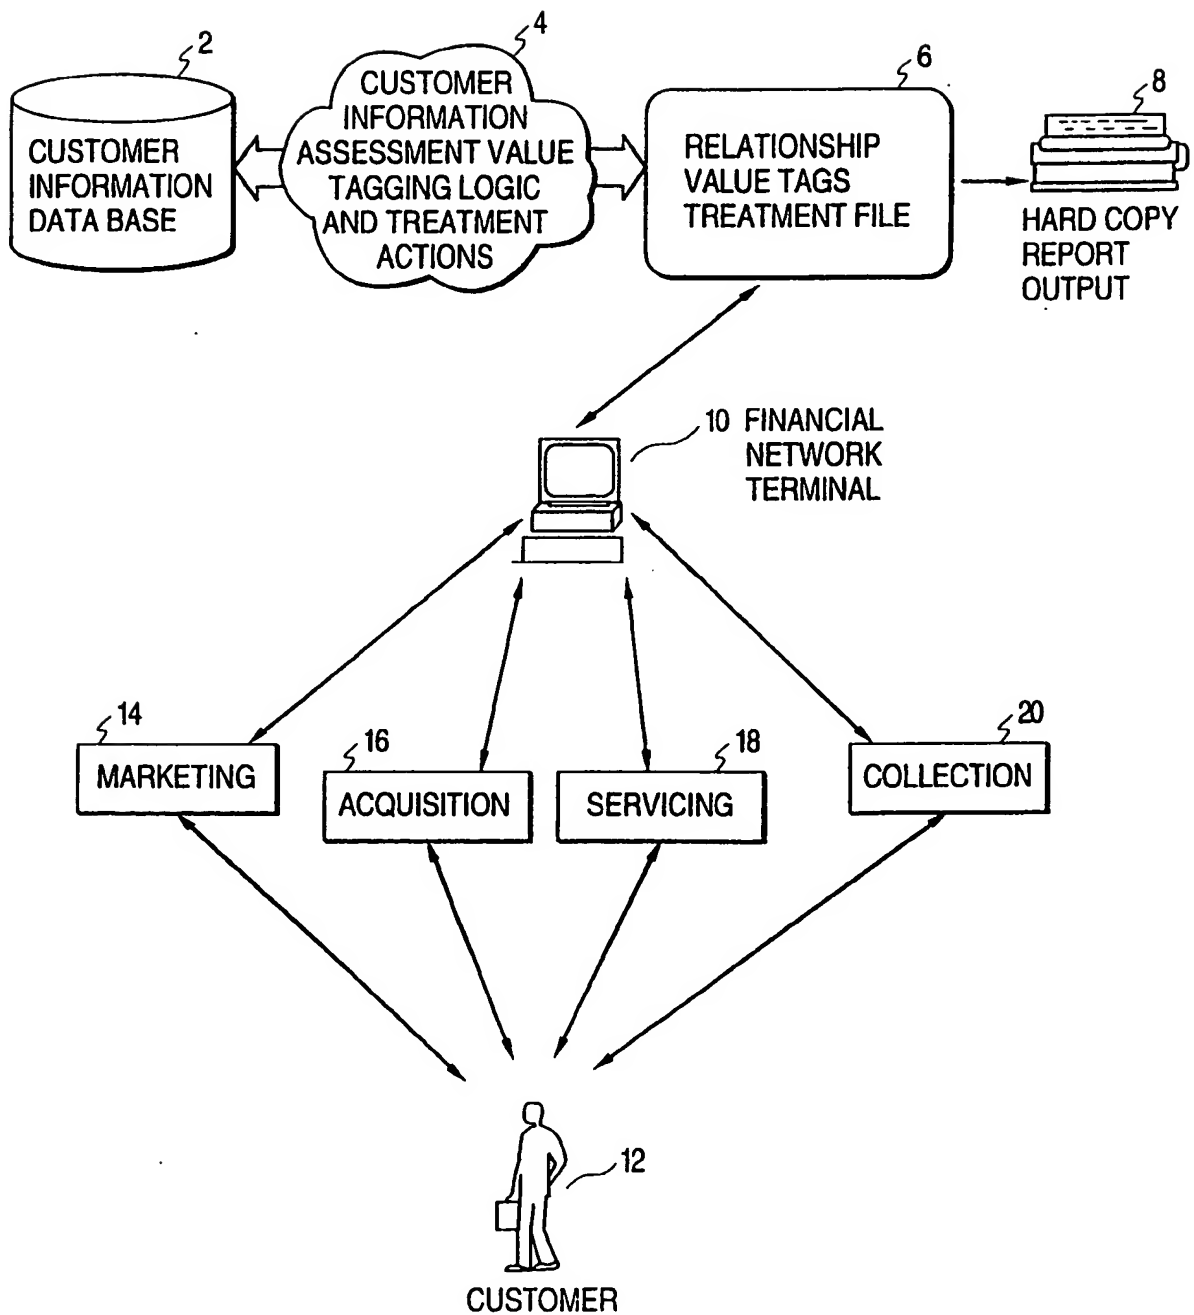 2
CUSTOMER
INFORMATION
DATA BASE
4
CUSTOMER
INFORMATION
ASSESSMENT VALUE
TAGGING LOGIC
AND TREATMENT
ACTIONS
6
RELATIONSHIP
VALUE TAGS
TREATMENT FILE
8
HARD COPY
REPORT
OUTPUT
10 FINANCIAL
NETWORK
TERMINAL
14
MARKETING
16
ACQUISITION
18
SERVICING
20
COLLECTION
12
CUSTOMER